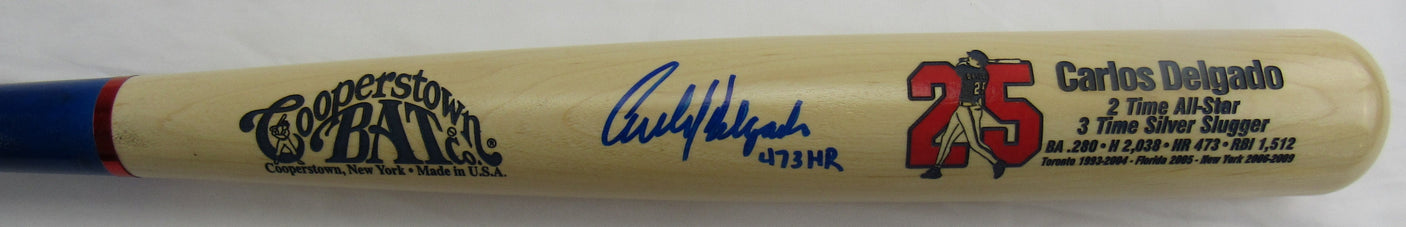 Cooperstown
BAT Co.®
Cooperstown, New York • Made in U.S.A.
Carlos Delgado
473 HR
25
Carlos Delgado
2 Time All-Star
3 Time Silver Slugger
BA .280 • H 2,038 • HR 473 • RBI 1,512
Toronto 1993-2004 - Florida 2005 - New York 2006-2009